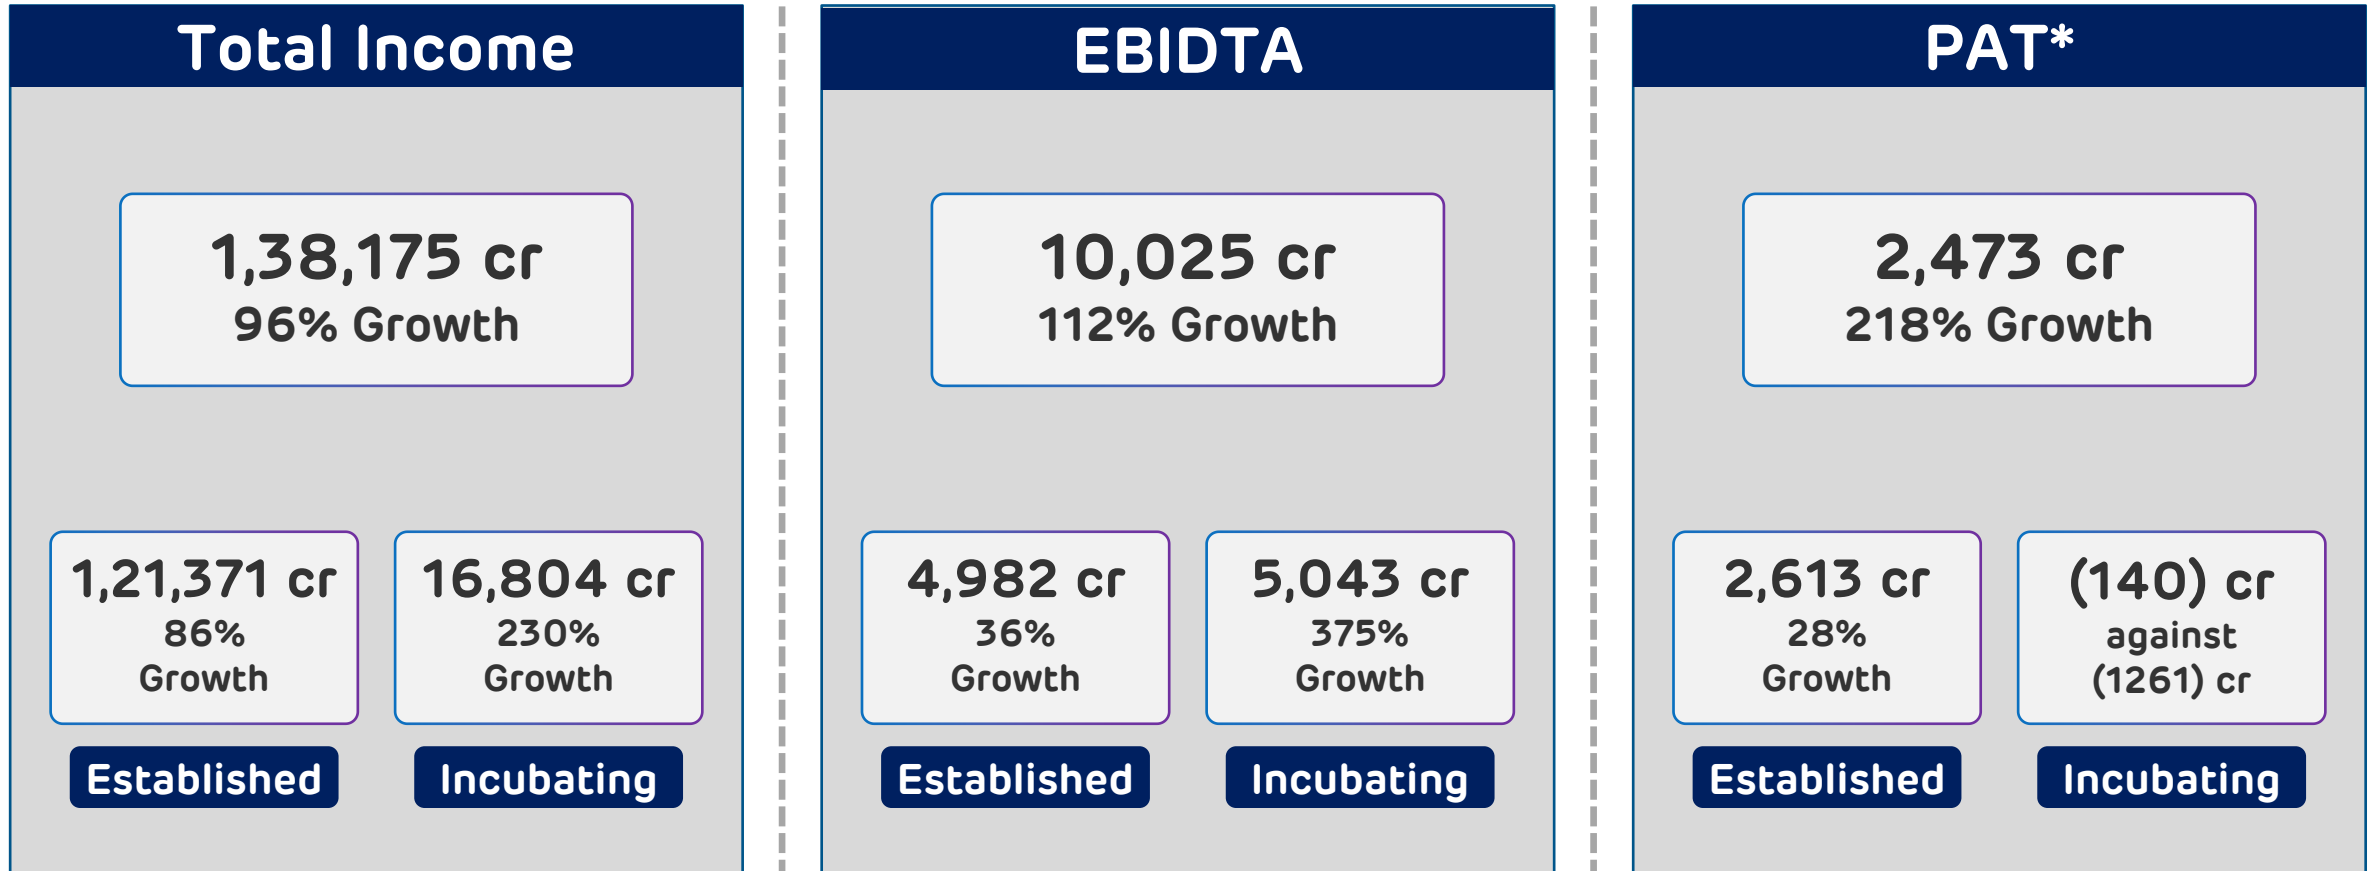 Total Income
1,38,175 cr
96% Growth
1,21,371 cr
86%
Growth
Established
16,804 cr
230%
Growth
Incubating
EBIDTA
10,025 cr
112% Growth
4,982 cr
36%
Growth
Established
5,043 cr
375%
Growth
Incubating
PAT*
2,473 cr
218% Growth
2,613 cr
28%
Growth
Established
(140) cr
against
(1261) cr
Incubating